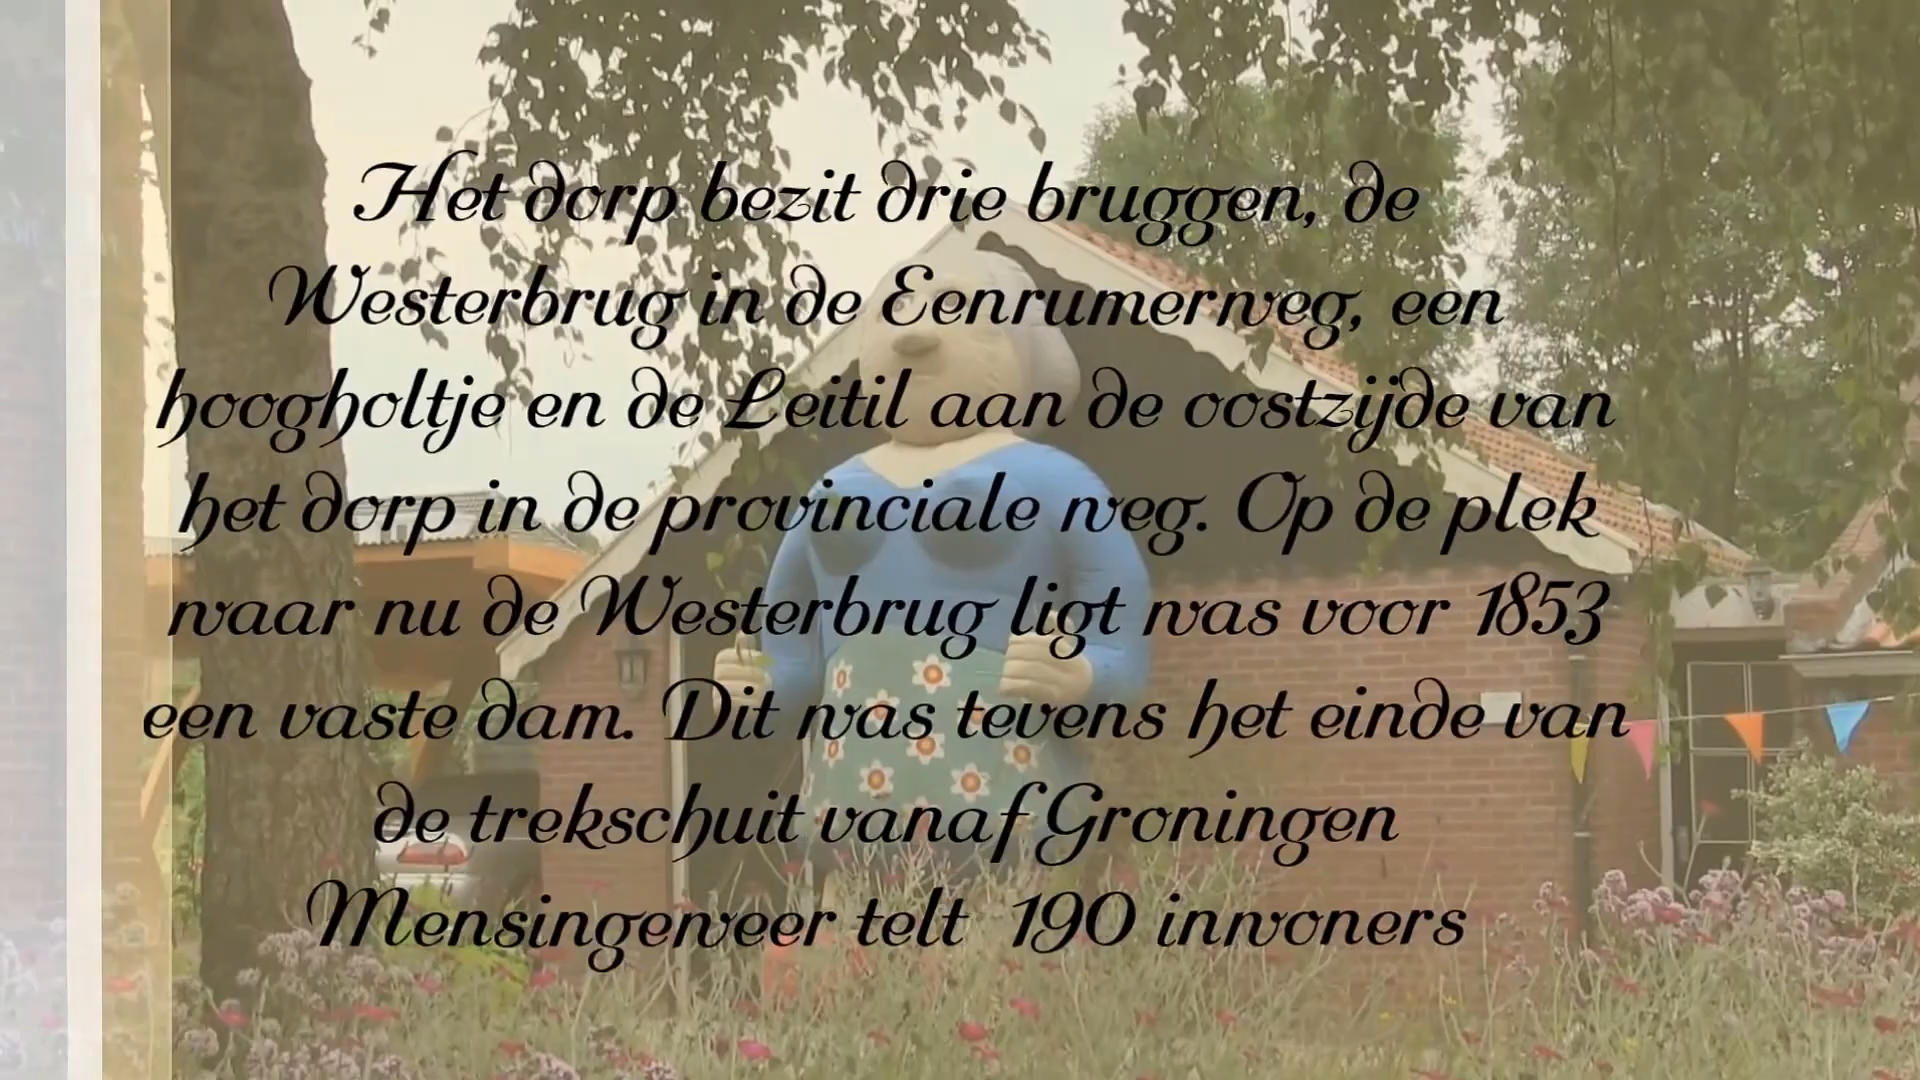 Het dorp bezit drie bruggen, de
Westerbrug in de Eenrumerweg, een
hoogholtje en de Leitil aan de oostzijde van
het dorp in de provinciale weg. Op de plek
waar nu de Westerbrug ligt was voor 1853
een vaste dam. Dit was tevens het einde van
de trekschuit vanaf Groningen
Mensingeweer telt 190 inwoners